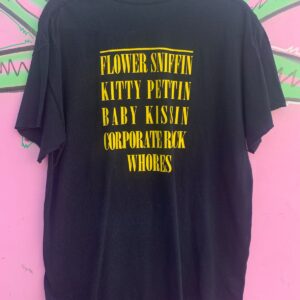 FLOWER SNIFFIN
KITTY PETTIN
BABY KISSIN
CORPORATE ROCK
WHORES